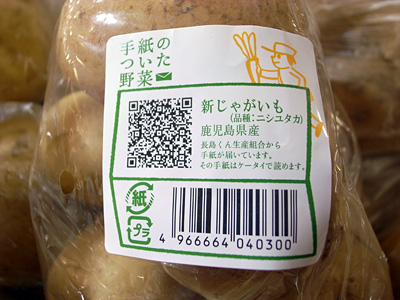 手紙の
ついた
野菜
新じゃがいも
(品種:ニシユタカ)
鹿児島県産
長島くん生産組合から
手紙が届いています。
その手紙はケータイで読めます。
紙
プラ
4 966664 040300